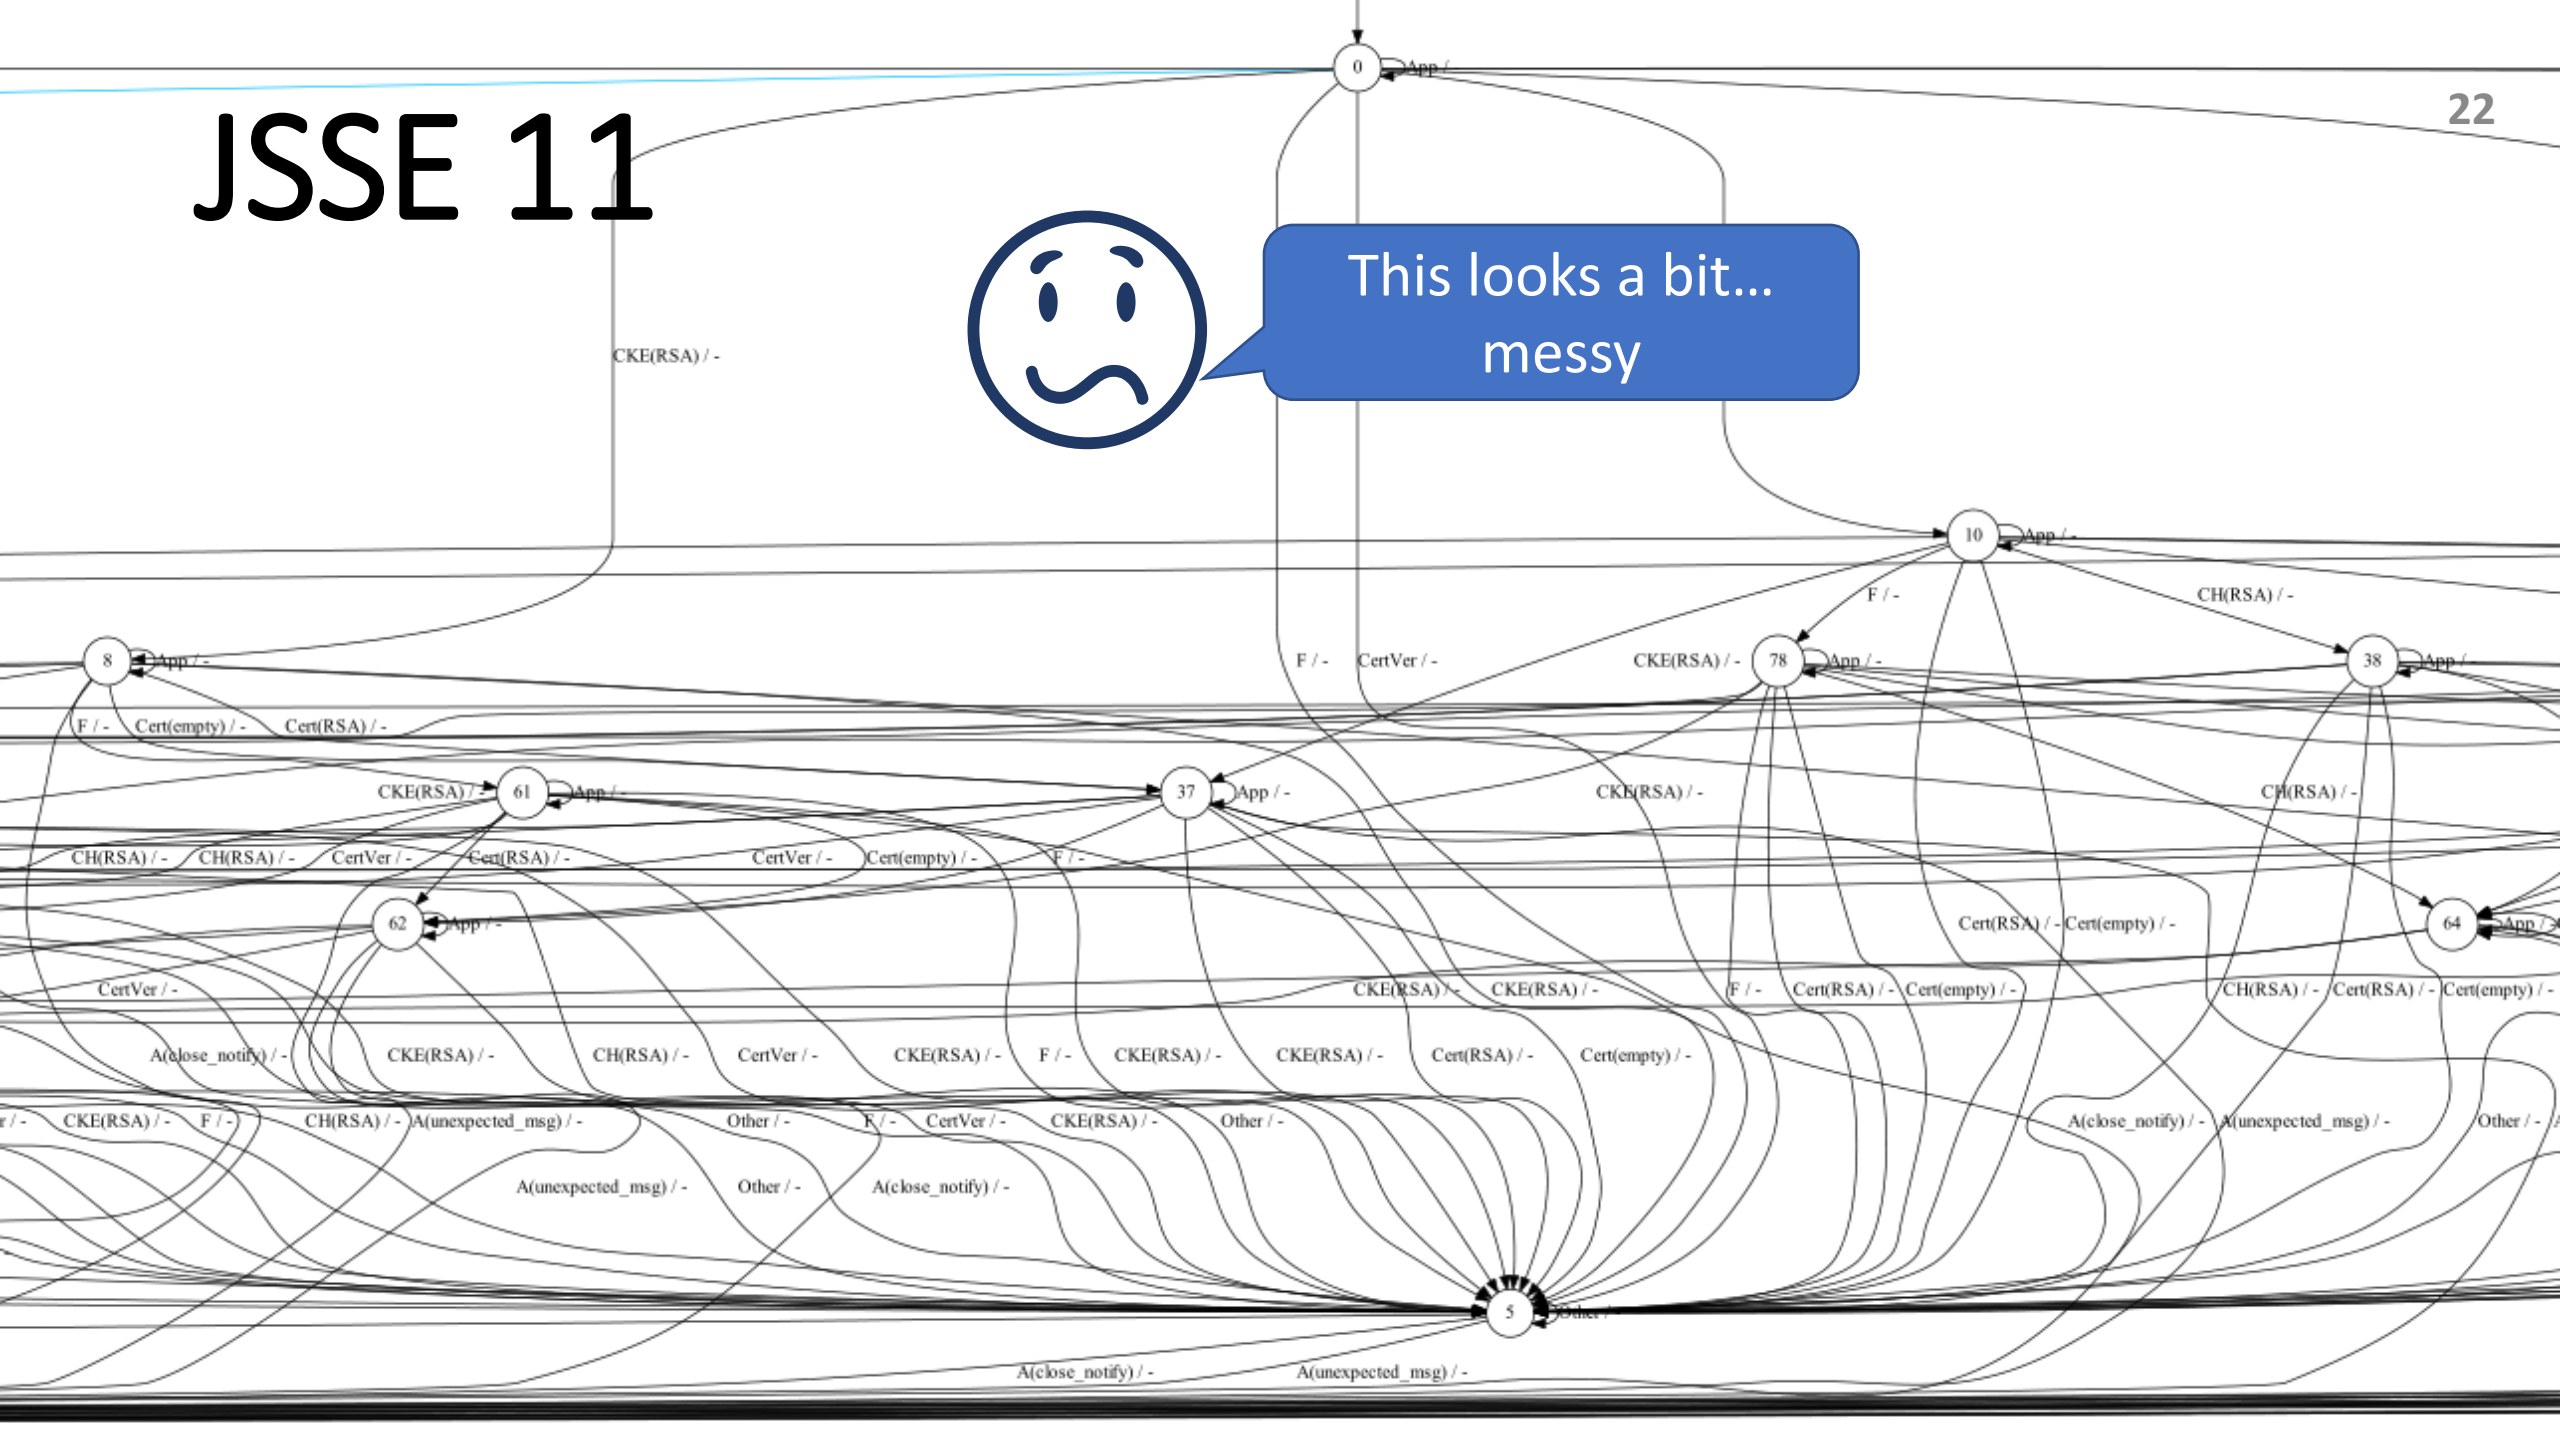 0
App /
22
JSSE 11
This looks a bit...
messy
CKE(RSA) / -
10
App / -
F / -
CH(RSA) / -
8
App / -
F / -
CertVer / -
CKE(RSA) / -
78
App / -
38
App / -
F / -
Cert(empty) / -
Cert(RSA) / -
CKE(RSA) / -
61
App / -
37
App / -
CKE(RSA) / -
CH(RSA) / -
CH(RSA) / -
CH(RSA) / -
CertVer / -
Cert(RSA) / -
CertVer / -
Cert(empty) / -
F / -
62
App / -
Cert(RSA) / -
Cert(empty) / -
64
App / -
CertVer / -
CKE(RSA) / -
CKE(RSA) / -
F / -
Cert(RSA) / -
Cert(empty) / -
CH(RSA) / -
Cert(RSA) / -
Cert(empty) / -
A(close_notify) / -
CKE(RSA) / -
CH(RSA) / -
CertVer / -
CKE(RSA) / -
F / -
CKE(RSA) / -
CKE(RSA) / -
Cert(RSA) / -
Cert(empty) / -
r / -
CKE(RSA) / -
F / -
CH(RSA) / -
A(unexpected_msg) / -
Other / -
F / -
CertVer / -
CKE(RSA) / -
Other / -
A(close_notify) / -
A(unexpected_msg) / -
Other / -
A(unexpected_msg) / -
Other / -
A(close_notify) / -
5
Other / -
A(close_notify) / -
A(unexpected_msg) / -